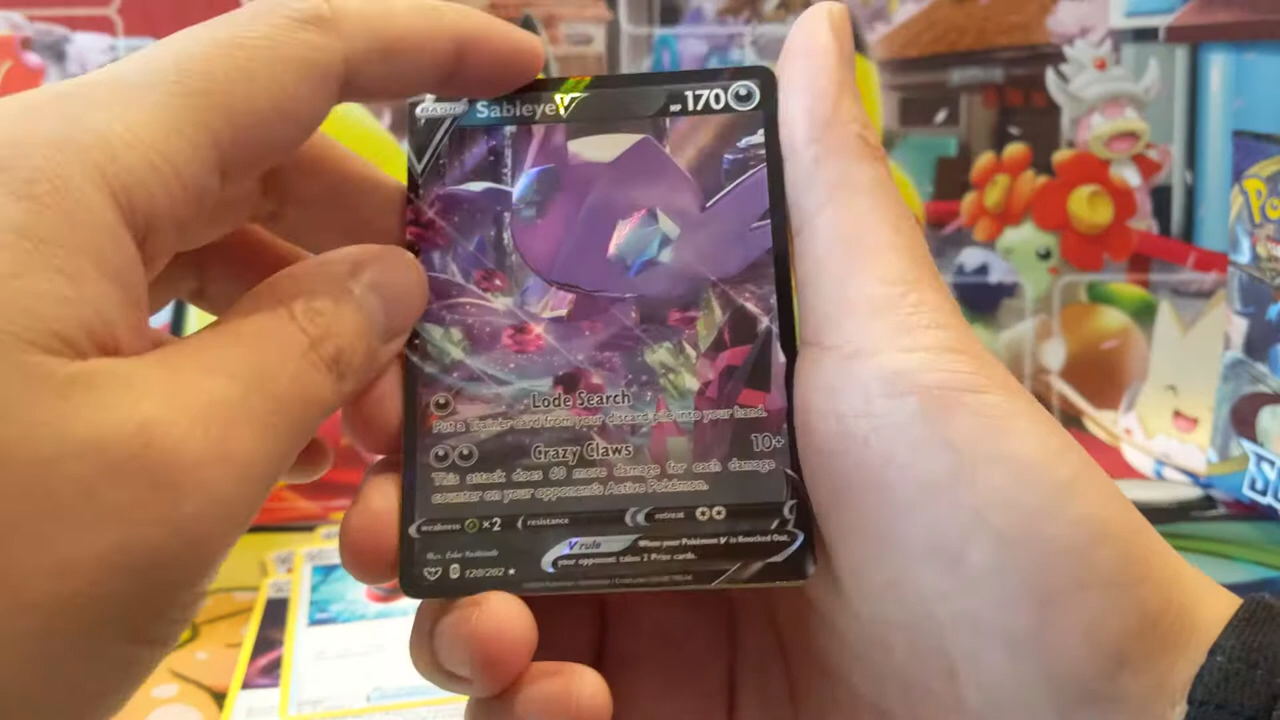 BASIC Sableye V HP 170
Lode Search
Put a Trainer card from your discard pile into your hand.
Crazy Claws 10+
This attack does 60 more damage for each damage
counter on your opponent's Active Pokémon.
weakness ×2 resistance retreat
V rule When your Pokémon V is Knocked Out,
your opponent takes 2 Prize cards.
Illus.
120/202
Po